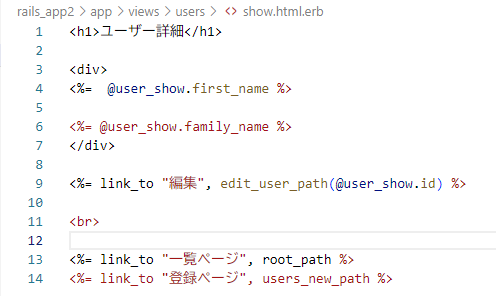 rails_app2 > app > views > users > <> show.html.erb
1 <h1>ユーザー詳細</h1>
2
3 <div>
4 <%=  @user_show.first_name %>
5
6 <%= @user_show.family_name %>
7 </div>
8
9 <%= link_to "編集", edit_user_path(@user_show.id) %>
10
11 <br>
12
13 <%= link_to "一覧ページ", root_path %>
14 <%= link_to "登録ページ", users_new_path %>